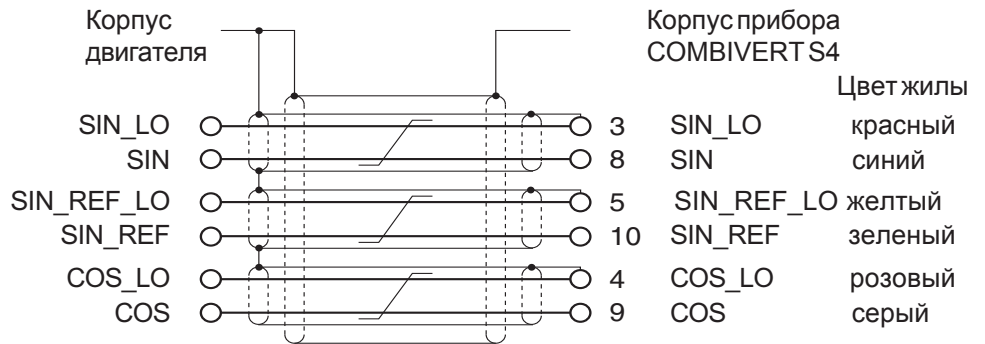 Корпус двигателя
Корпус прибора COMBIVERT S4
Цвет жилы
SIN_LO 3 SIN_LO красный
SIN 8 SIN синий
SIN_REF_LO 5 SIN_REF_LO желтый
SIN_REF 10 SIN_REF зеленый
COS_LO 4 COS_LO розовый
COS 9 COS серый